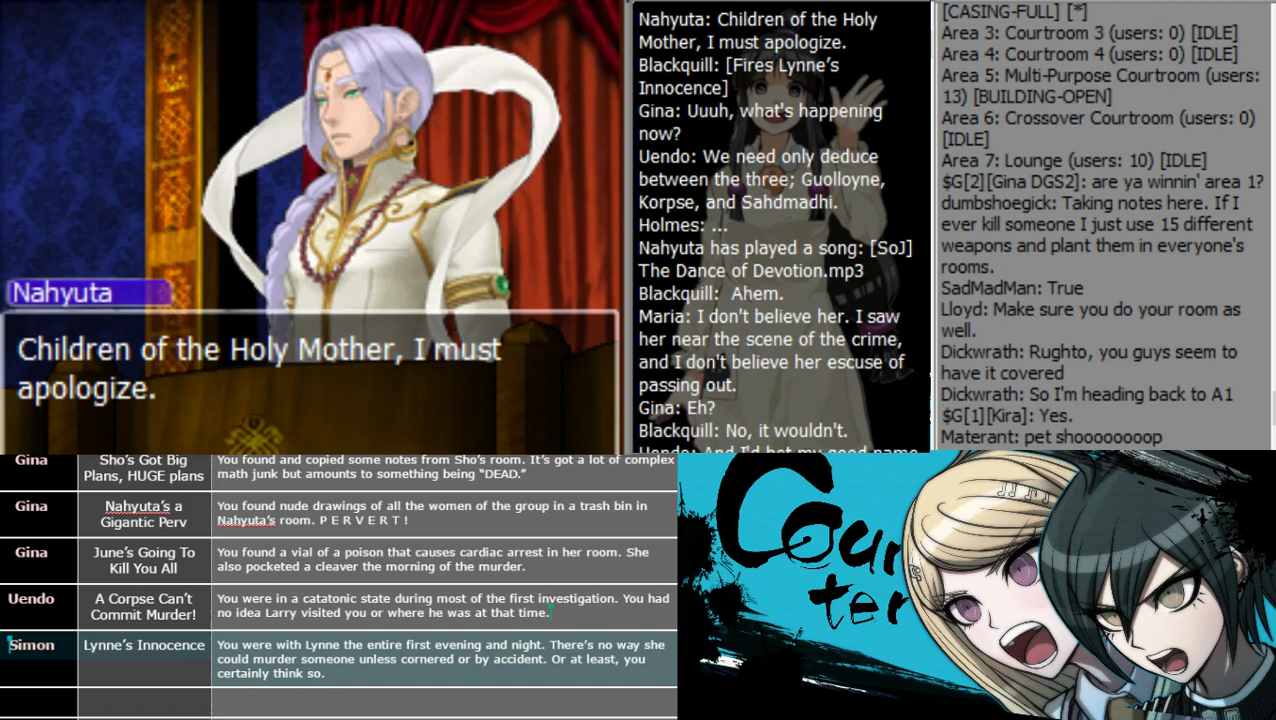 Nahyuta
Children of the Holy Mother, I must
apologize.
Nahyuta: Children of the Holy
Mother, I must apologize.
Blackquill: [Fires Lynne's
Innocence]
Gina: Uuuh, what's happening
now?
Uendo: We need only deduce
between the three; Guolloyne,
Korpse, and Sahdmadhi.
Holmes: ...
Nahyuta has played a song: [SoJ]
The Dance of Devotion.mp3
Blackquill:  Ahem.
Maria: I don't believe her. I saw
her near the scene of the crime,
and I don't believe her escuse of
passing out.
Gina: Eh?
Blackquill: No, it wouldn't.
Uendo: And I'd bet my good name
[CASING-FULL] [*]
Area 3: Courtroom 3 (users: 0) [IDLE]
Area 4: Courtroom 4 (users: 0) [IDLE]
Area 5: Multi-Purpose Courtroom (users:
13) [BUILDING-OPEN]
Area 6: Crossover Courtroom (users: 0)
[IDLE]
Area 7: Lounge (users: 10) [IDLE]
$G[2][Gina DGS2]: are ya winnin' area 1?
dumbshoegick: Taking notes here. If I
ever kill someone I just use 15 different
weapons and plant them in everyone's
rooms.
SadMadMan: True
Lloyd: Make sure you do your room as
well.
Dickwrath: Rughto, you guys seem to
have it covered
Dickwrath: So I'm heading back to A1
$G[1][Kira]: Yes.
Materant: pet shooooooop
Gina
Sho's Got Big
Plans, HUGE plans
You found and copied some notes from Sho's room. It's got a lot of complex
math junk but amounts to something being “DEAD.”
Gina
Nahyuta's a
Gigantic Perv
You found nude drawings of all the women of the group in a trash bin in
Nahyuta's room. P E R V E R T !
Gina
June's Going To
Kill You All
You found a vial of a poison that causes cardiac arrest in her room. She
also pocketed a cleaver the morning of the murder.
Uendo
A Corpse Can't
Commit Murder!
You were in a catatonic state during most of the first investigation. You had
no idea Larry visited you or where he was at that time.
Simon
Lynne's Innocence
You were with Lynne the entire first evening and night. There's no way she
could murder someone unless cornered or by accident. Or at least, you
certainly think so.
Coun
ter